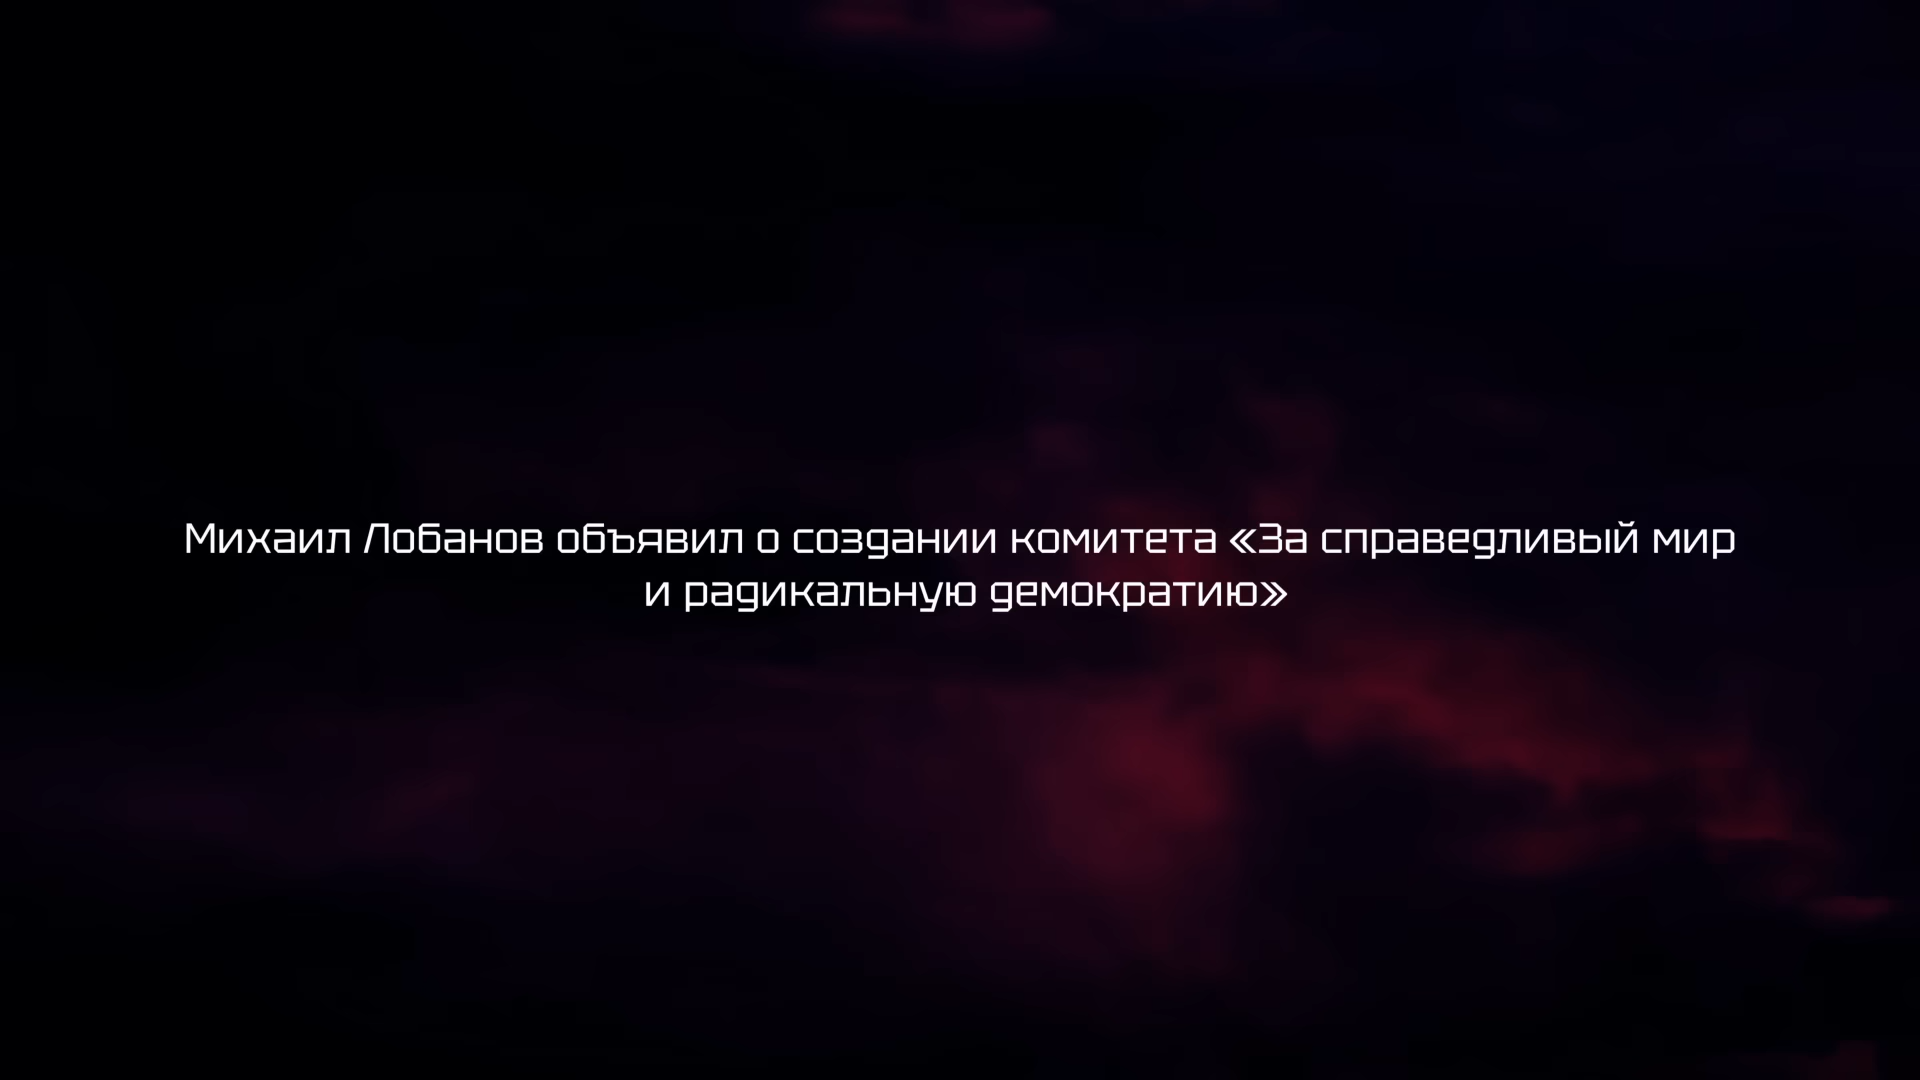 Михаил Лобанов объявил о создании комитета «За справедливый мир
и радикальную демократию»